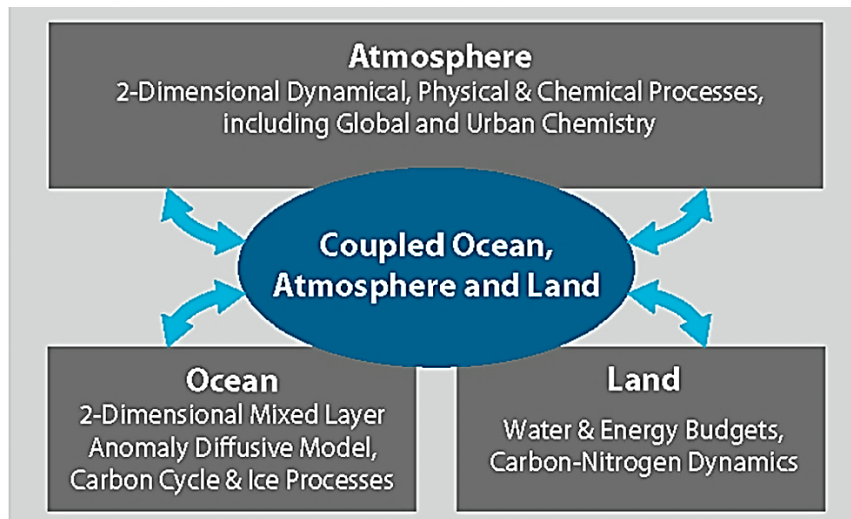 Atmosphere
2-Dimensional Dynamical, Physical & Chemical Processes,
including Global and Urban Chemistry
Coupled Ocean,
Atmosphere and Land
Ocean
2-Dimensional Mixed Layer
Anomaly Diffusive Model,
Carbon Cycle & Ice Processes
Land
Water & Energy Budgets,
Carbon-Nitrogen Dynamics